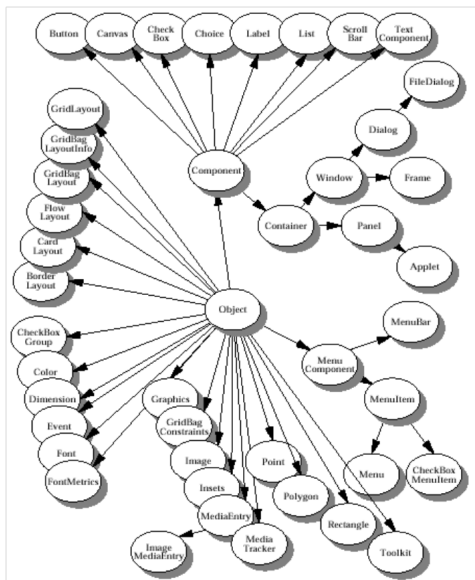 Button
Canvas
Check
Box
Choice
Label
List
Scroll
Bar
Text
Component
FileDialog
GridLayout
Dialog
GridBag
LayoutInfo
Component
Window
Frame
GridBag
Layout
Flow
Layout
Container
Panel
Card
Layout
Applet
Border
Layout
Object
MenuBar
CheckBox
Group
Menu
Component
Color
Dimension
Graphics
MenuItem
Event
GridBag
Constraints
Font
Image
Point
Menu
CheckBox
MenuItem
FontMetrics
Insets
Polygon
MediaEntry
Rectangle
Image
MediaEntry
Media
Tracker
Toolkit